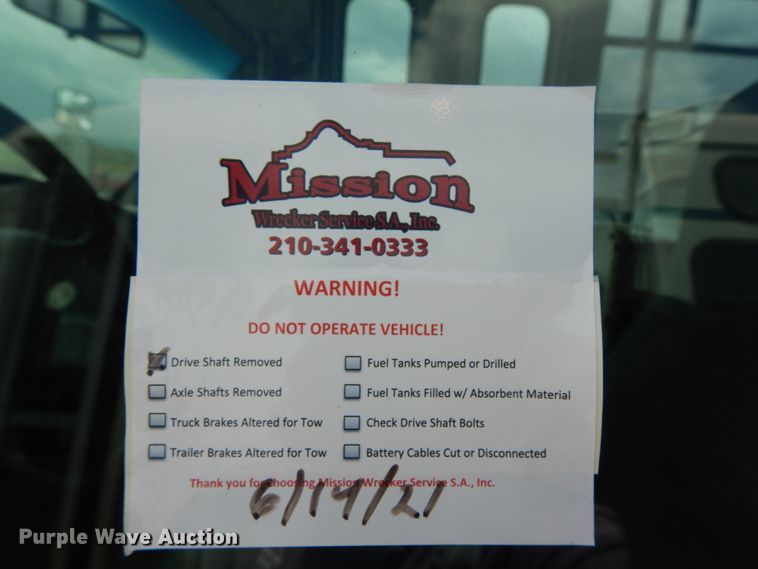 Mission
Wrecker Service S.A., Inc.
210-341-0333
WARNING!
DO NOT OPERATE VEHICLE!
Drive Shaft Removed
Axle Shafts Removed
Truck Brakes Altered for Tow
Trailer Brakes Altered for Tow
Fuel Tanks Pumped or Drilled
Fuel Tanks Filled w/ Absorbent Material
Check Drive Shaft Bolts
Battery Cables Cut or Disconnected
Thank you for choosing Mission Wrecker Service S.A., Inc.
6/19/21
Purple Wave Auction